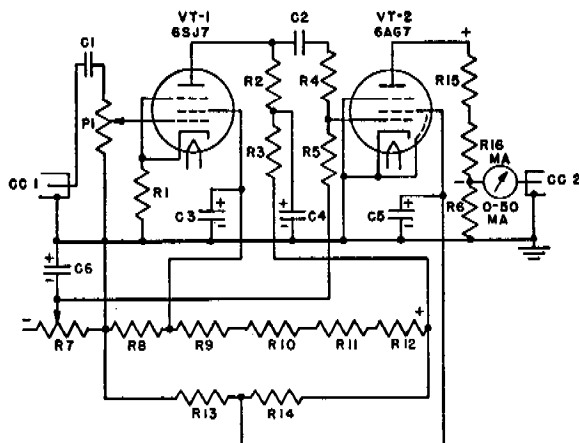 VT-1
6SJ7
C2
VT-2
6AG7
+
C1
R2
R4
R15
P1
R16
MA
CC 1
R3
R5
CC 2
R1
R6
0-50
MA
+
C3
-
+
C4
-
C5
+
-
+
C6
-
-
+
R7
R8
R9
R10
R11
R12
R13
R14